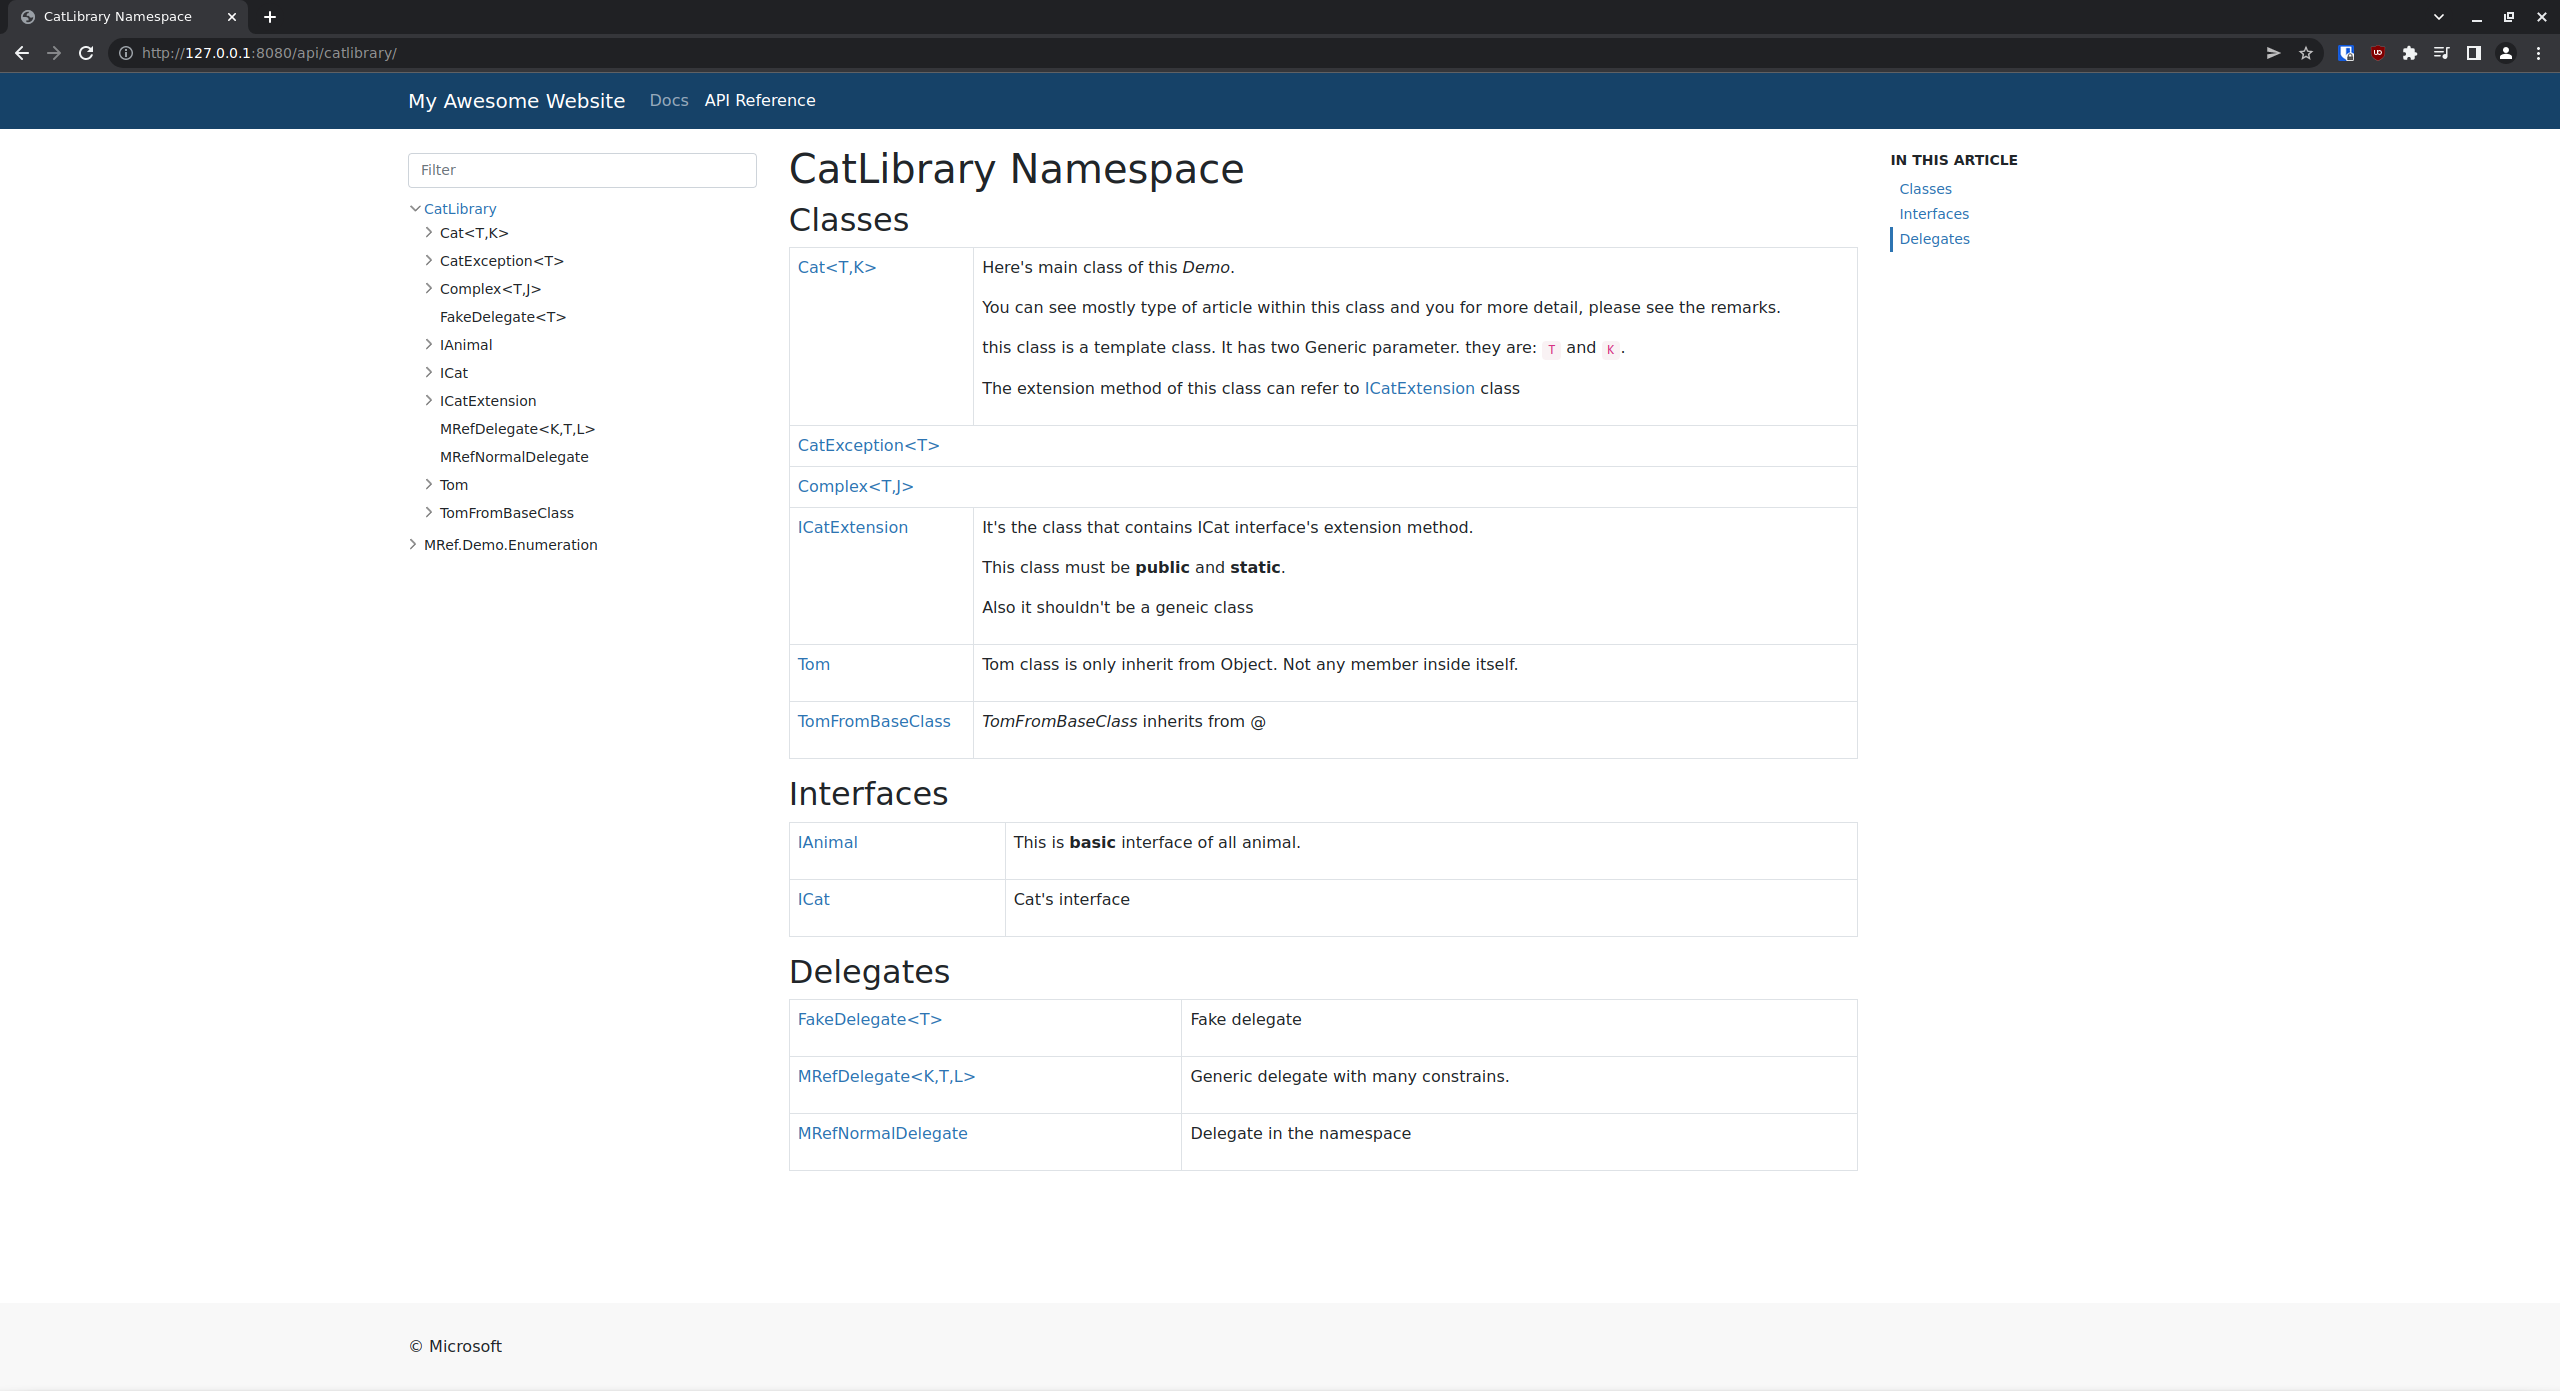 CatLibrary Namespace
http://127.0.0.1:8080/api/catlibrary/
My Awesome Website Docs API Reference
Filter
CatLibrary
Cat<T,K>
CatException<T>
Complex<T,J>
FakeDelegate<T>
IAnimal
ICat
ICatExtension
MRefDelegate<K,T,L>
MRefNormalDelegate
Tom
TomFromBaseClass
MRef.Demo.Enumeration
CatLibrary Namespace
Classes
Cat<T,K> Here's main class of this Demo.
You can see mostly type of article within this class and you for more detail, please see the remarks.
this class is a template class. It has two Generic parameter. they are: T and K.
The extension method of this class can refer to ICatExtension class
CatException<T>
Complex<T,J>
ICatExtension It's the class that contains ICat interface's extension method.
This class must be public and static.
Also it shouldn't be a geneic class
Tom Tom class is only inherit from Object. Not any member inside itself.
TomFromBaseClass TomFromBaseClass inherits from @
Interfaces
IAnimal This is basic interface of all animal.
ICat Cat's interface
Delegates
FakeDelegate<T> Fake delegate
MRefDelegate<K,T,L> Generic delegate with many constrains.
MRefNormalDelegate Delegate in the namespace
IN THIS ARTICLE
Classes
Interfaces
Delegates
© Microsoft